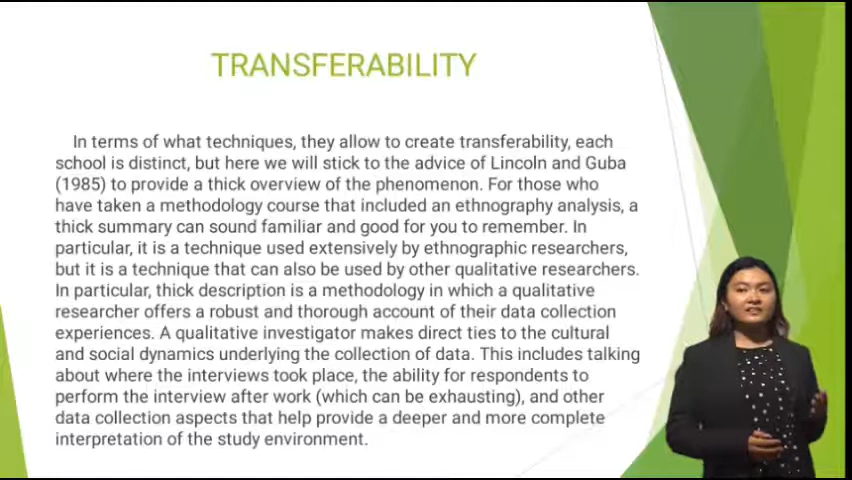 TRANSFERABILITY
In terms of what techniques, they allow to create transferability, each
school is distinct, but here we will stick to the advice of Lincoln and Guba
(1985) to provide a thick overview of the phenomenon. For those who
have taken a methodology course that included an ethnography analysis, a
thick summary can sound familiar and good for you to remember. In
particular, it is a technique used extensively by ethnographic researchers,
but it is a technique that can also be used by other qualitative researchers.
In particular, thick description is a methodology in which a qualitative
researcher offers a robust and thorough account of their data collection
experiences. A qualitative investigator makes direct ties to the cultural
and social dynamics underlying the collection of data. This includes talking
about where the interviews took place, the ability for respondents to
perform the interview after work (which can be exhausting), and other
data collection aspects that help provide a deeper and more complete
interpretation of the study environment.